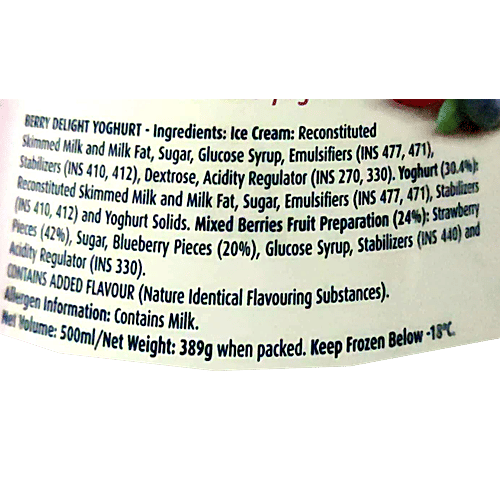 BERRY DELIGHT YOGHURT - Ingredients: Ice Cream: Reconstituted
Skimmed Milk and Milk Fat, Sugar, Glucose Syrup, Emulsifiers (INS 477, 471),
Stabilizers (INS 410, 412), Dextrose, Acidity Regulator (INS 270, 330). Yoghurt (30.4%):
Reconstituted Skimmed Milk and Milk Fat, Sugar, Emulsifiers (INS 477, 471), Stabilizers
(INS 410, 412) and Yoghurt Solids. Mixed Berries Fruit Preparation (24%): Strawberry
Pieces (42%), Sugar, Blueberry Pieces (20%), Glucose Syrup, Stabilizers (INS 440) and
Acidity Regulator (INS 330).
CONTAINS ADDED FLAVOUR (Nature Identical Flavouring Substances).
Allergen Information: Contains Milk.
Net Volume: 500ml/Net Weight: 389g when packed. Keep Frozen Below -18°C.